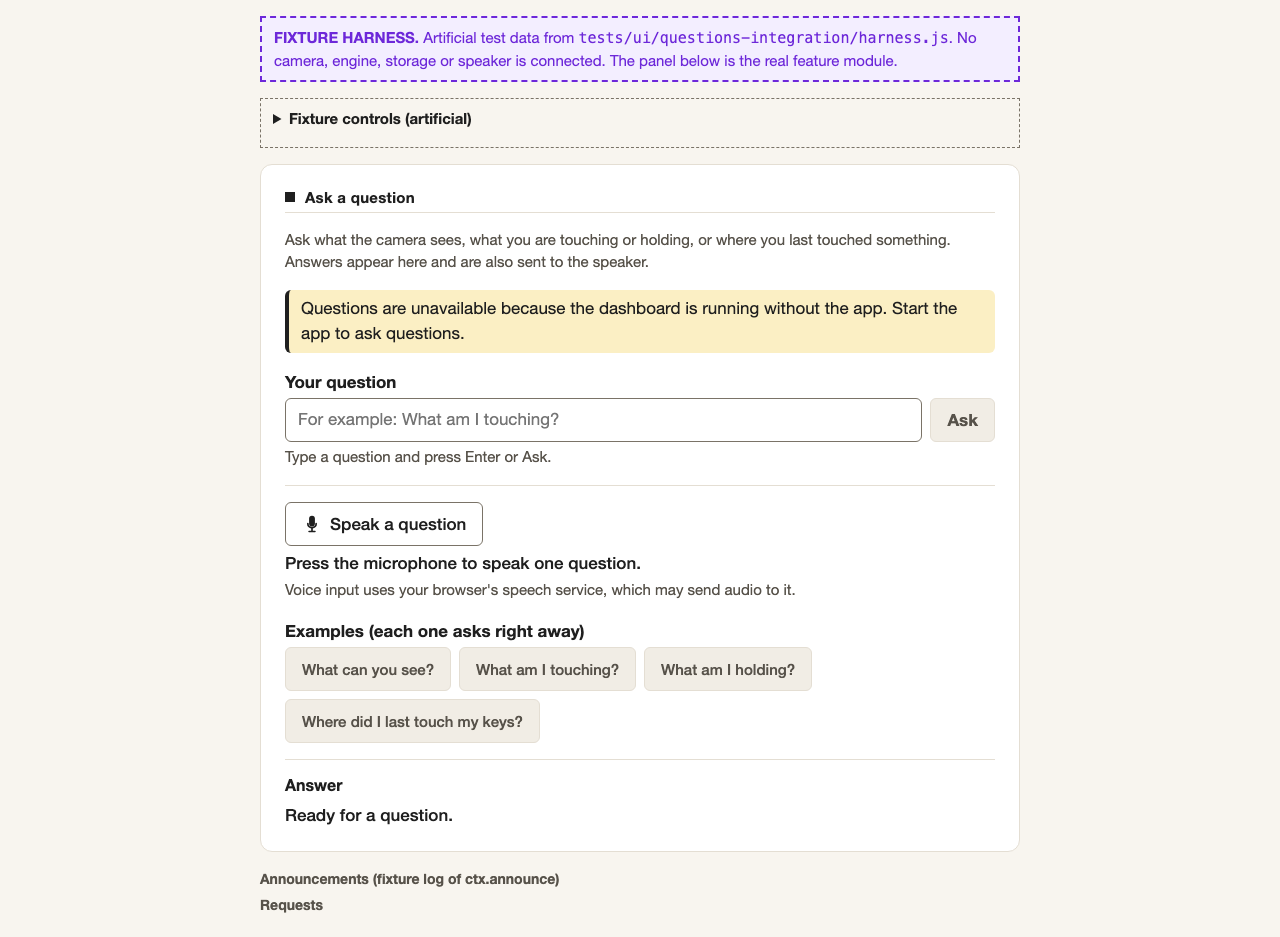 FIXTURE HARNESS. Artificial test data from tests/ui/questions-integration/harness.js. No
camera, engine, storage or speaker is connected. The panel below is the real feature module.
Fixture controls (artificial)
Ask a question
Ask what the camera sees, what you are touching or holding, or where you last touched something.
Answers appear here and are also sent to the speaker.
Questions are unavailable because the dashboard is running without the app. Start the
app to ask questions.
Your question
For example: What am I touching?
Ask
Type a question and press Enter or Ask.
Speak a question
Press the microphone to speak one question.
Voice input uses your browser's speech service, which may send audio to it.
Examples (each one asks right away)
What can you see?
What am I touching?
What am I holding?
Where did I last touch my keys?
Answer
Ready for a question.
Announcements (fixture log of ctx.announce)
Requests